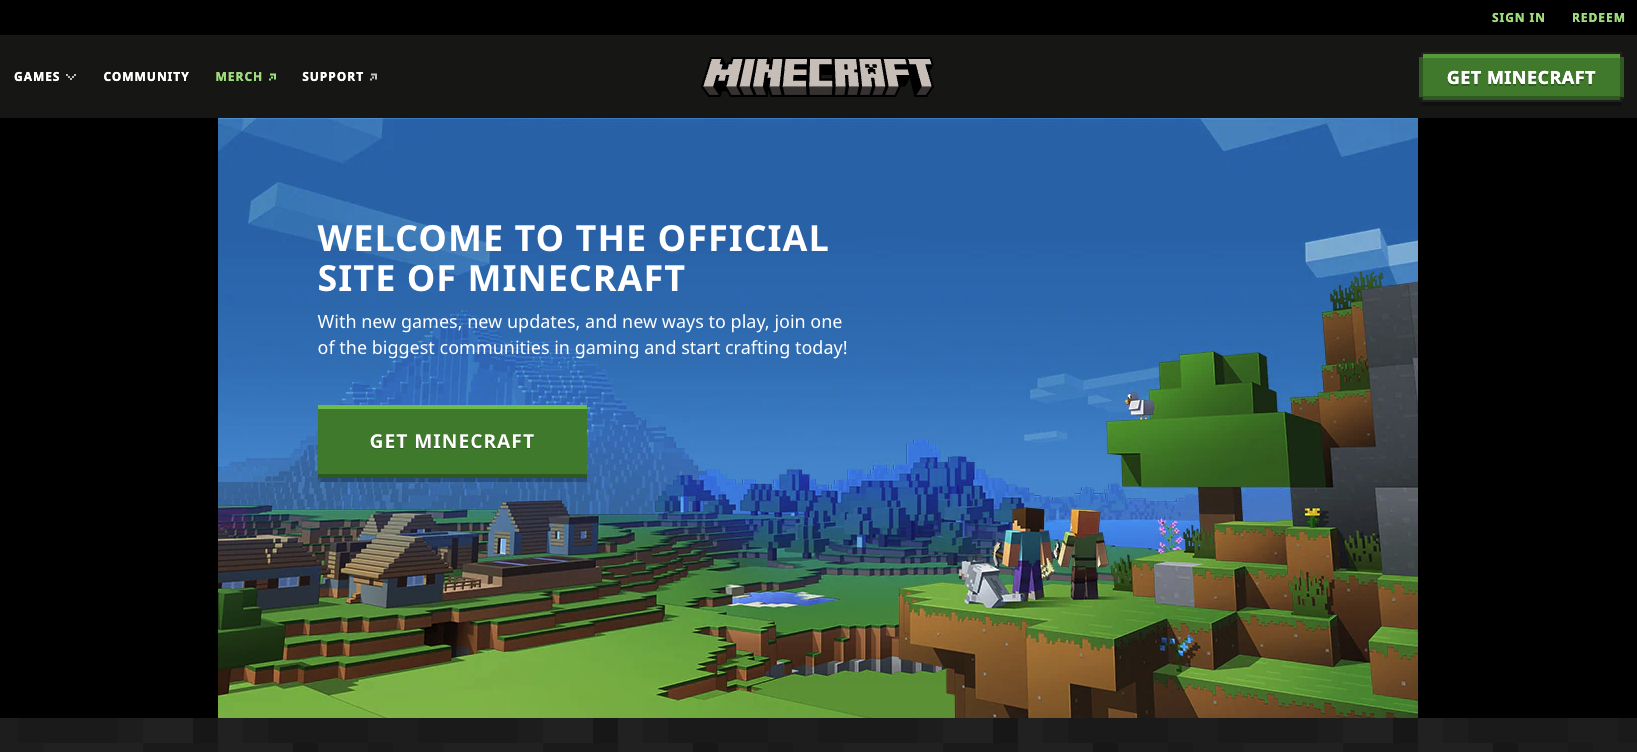 SIGN IN REDEEM
GAMES COMMUNITY MERCH SUPPORT MINECRAFT GET MINECRAFT
WELCOME TO THE OFFICIAL
SITE OF MINECRAFT
With new games, new updates, and new ways to play, join one
of the biggest communities in gaming and start crafting today!
GET MINECRAFT